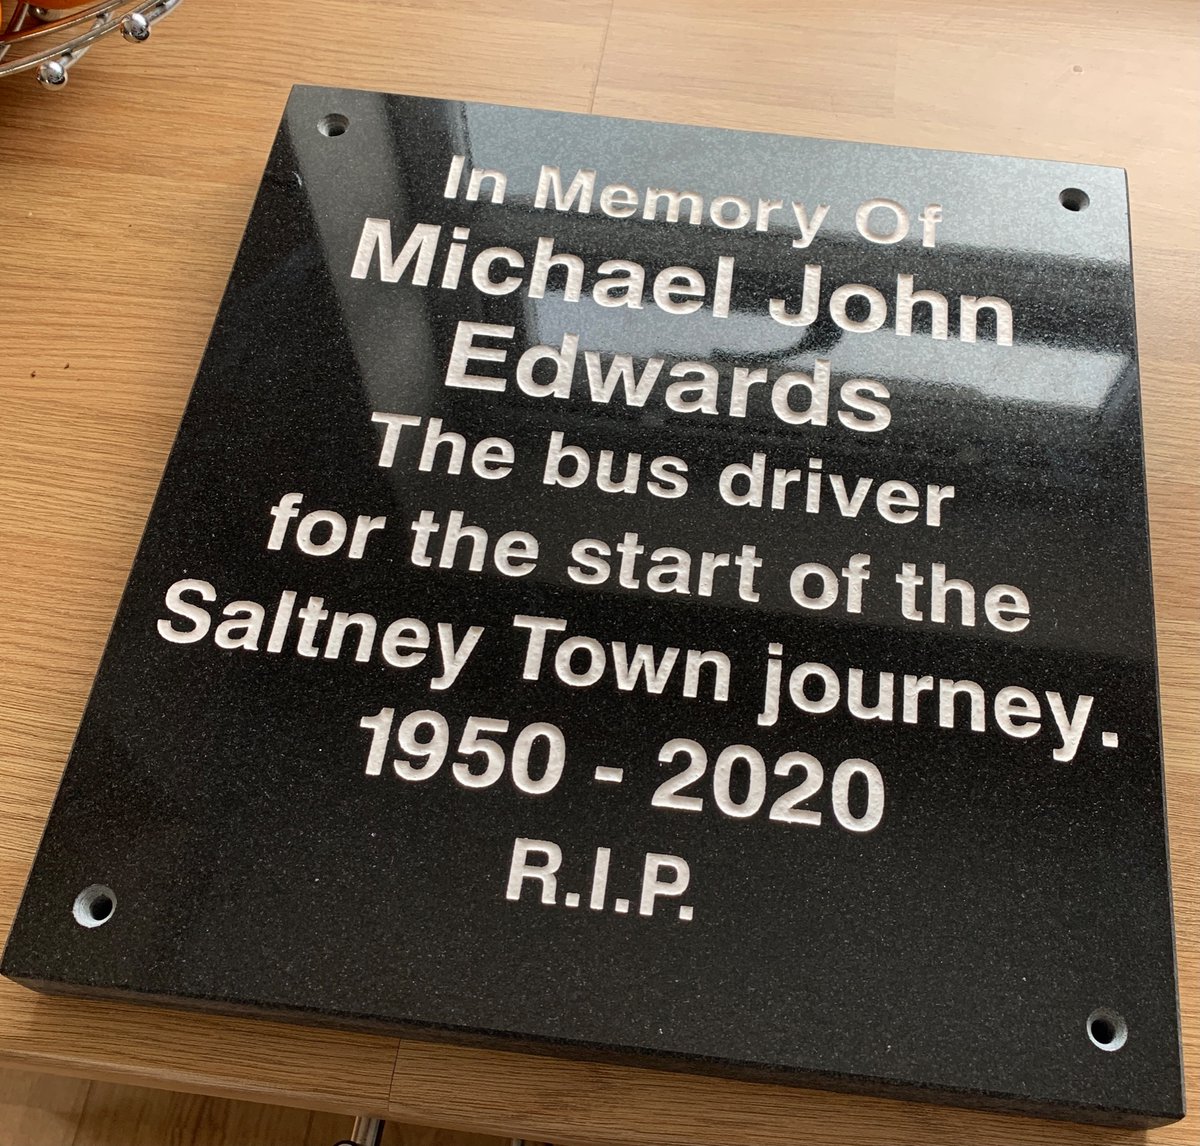 In Memory Of
Michael John
Edwards
The bus driver
for the start of the
Saltney Town journey.
1950 - 2020
R.I.P.